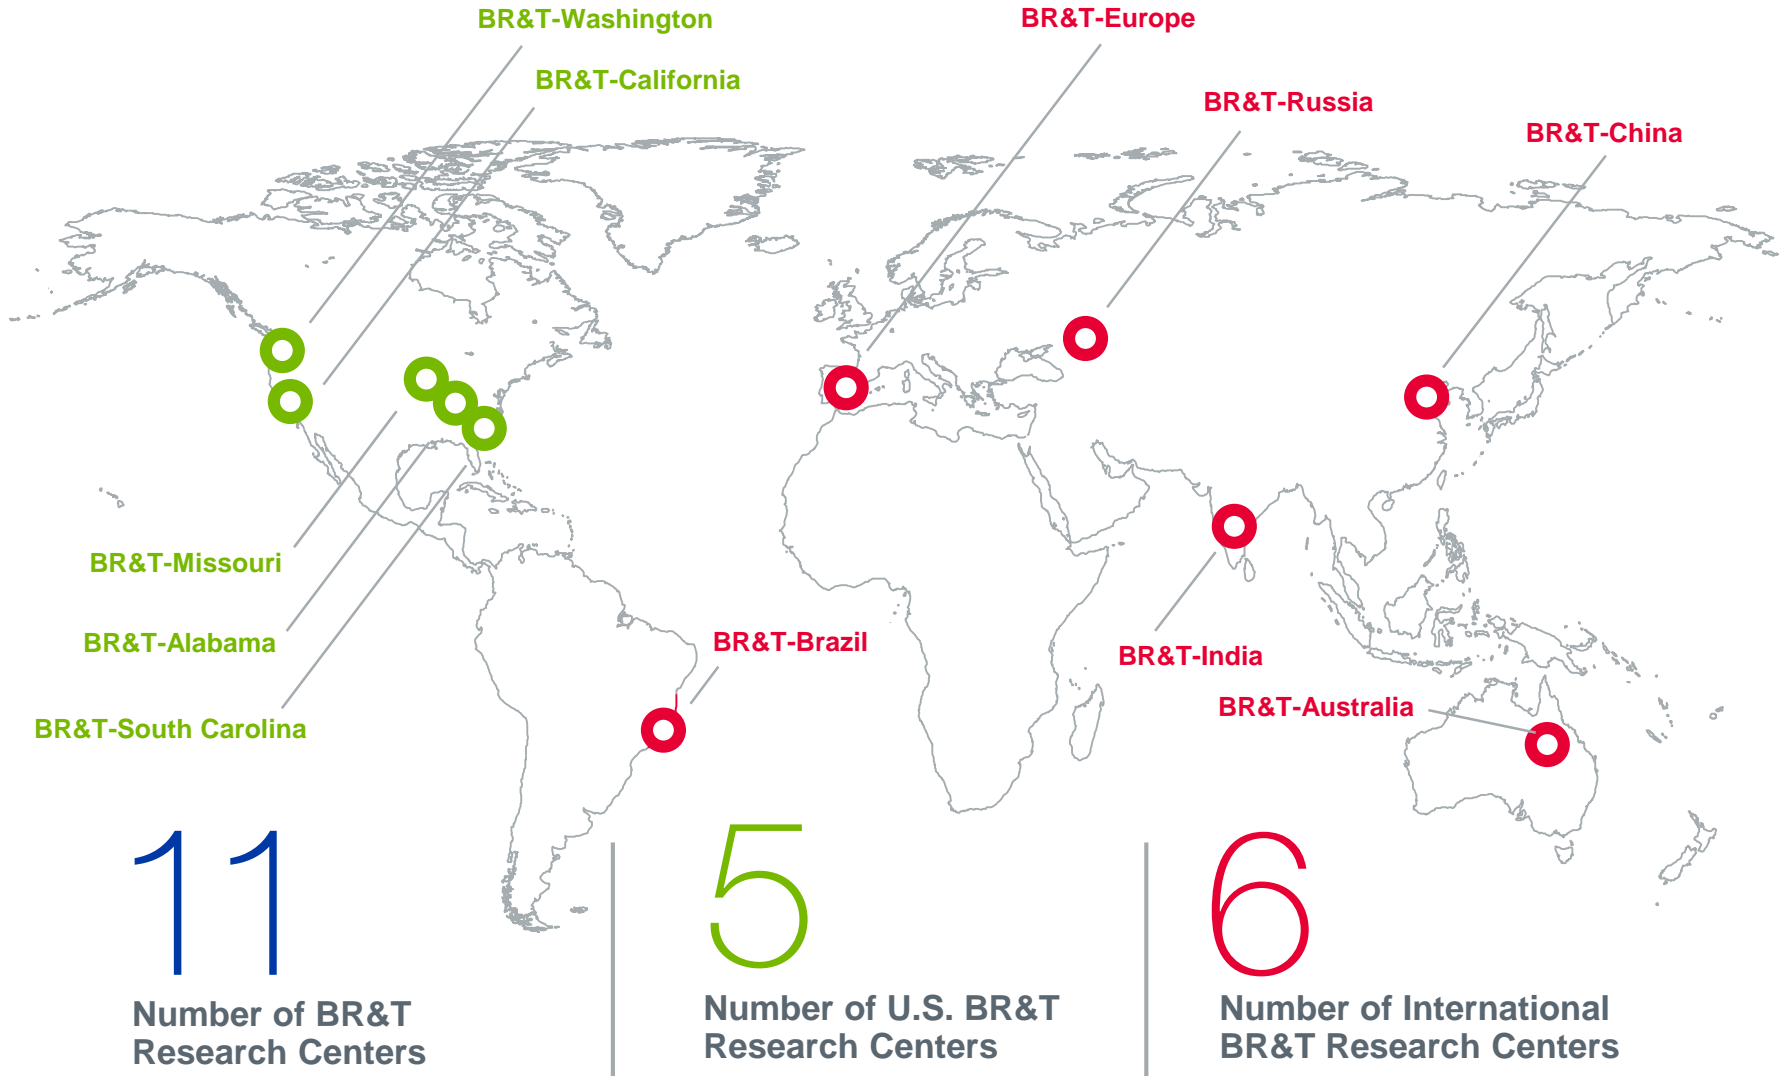 BR&T-Washington
BR&T-Europe
BR&T-California
BR&T-Russia
BR&T-China
BR&T-Missouri
BR&T-Alabama
BR&T-South Carolina
BR&T-Brazil
BR&T-India
BR&T-Australia
11
Number of BR&T
Research Centers
5
Number of U.S. BR&T
Research Centers
6
Number of International
BR&T Research Centers